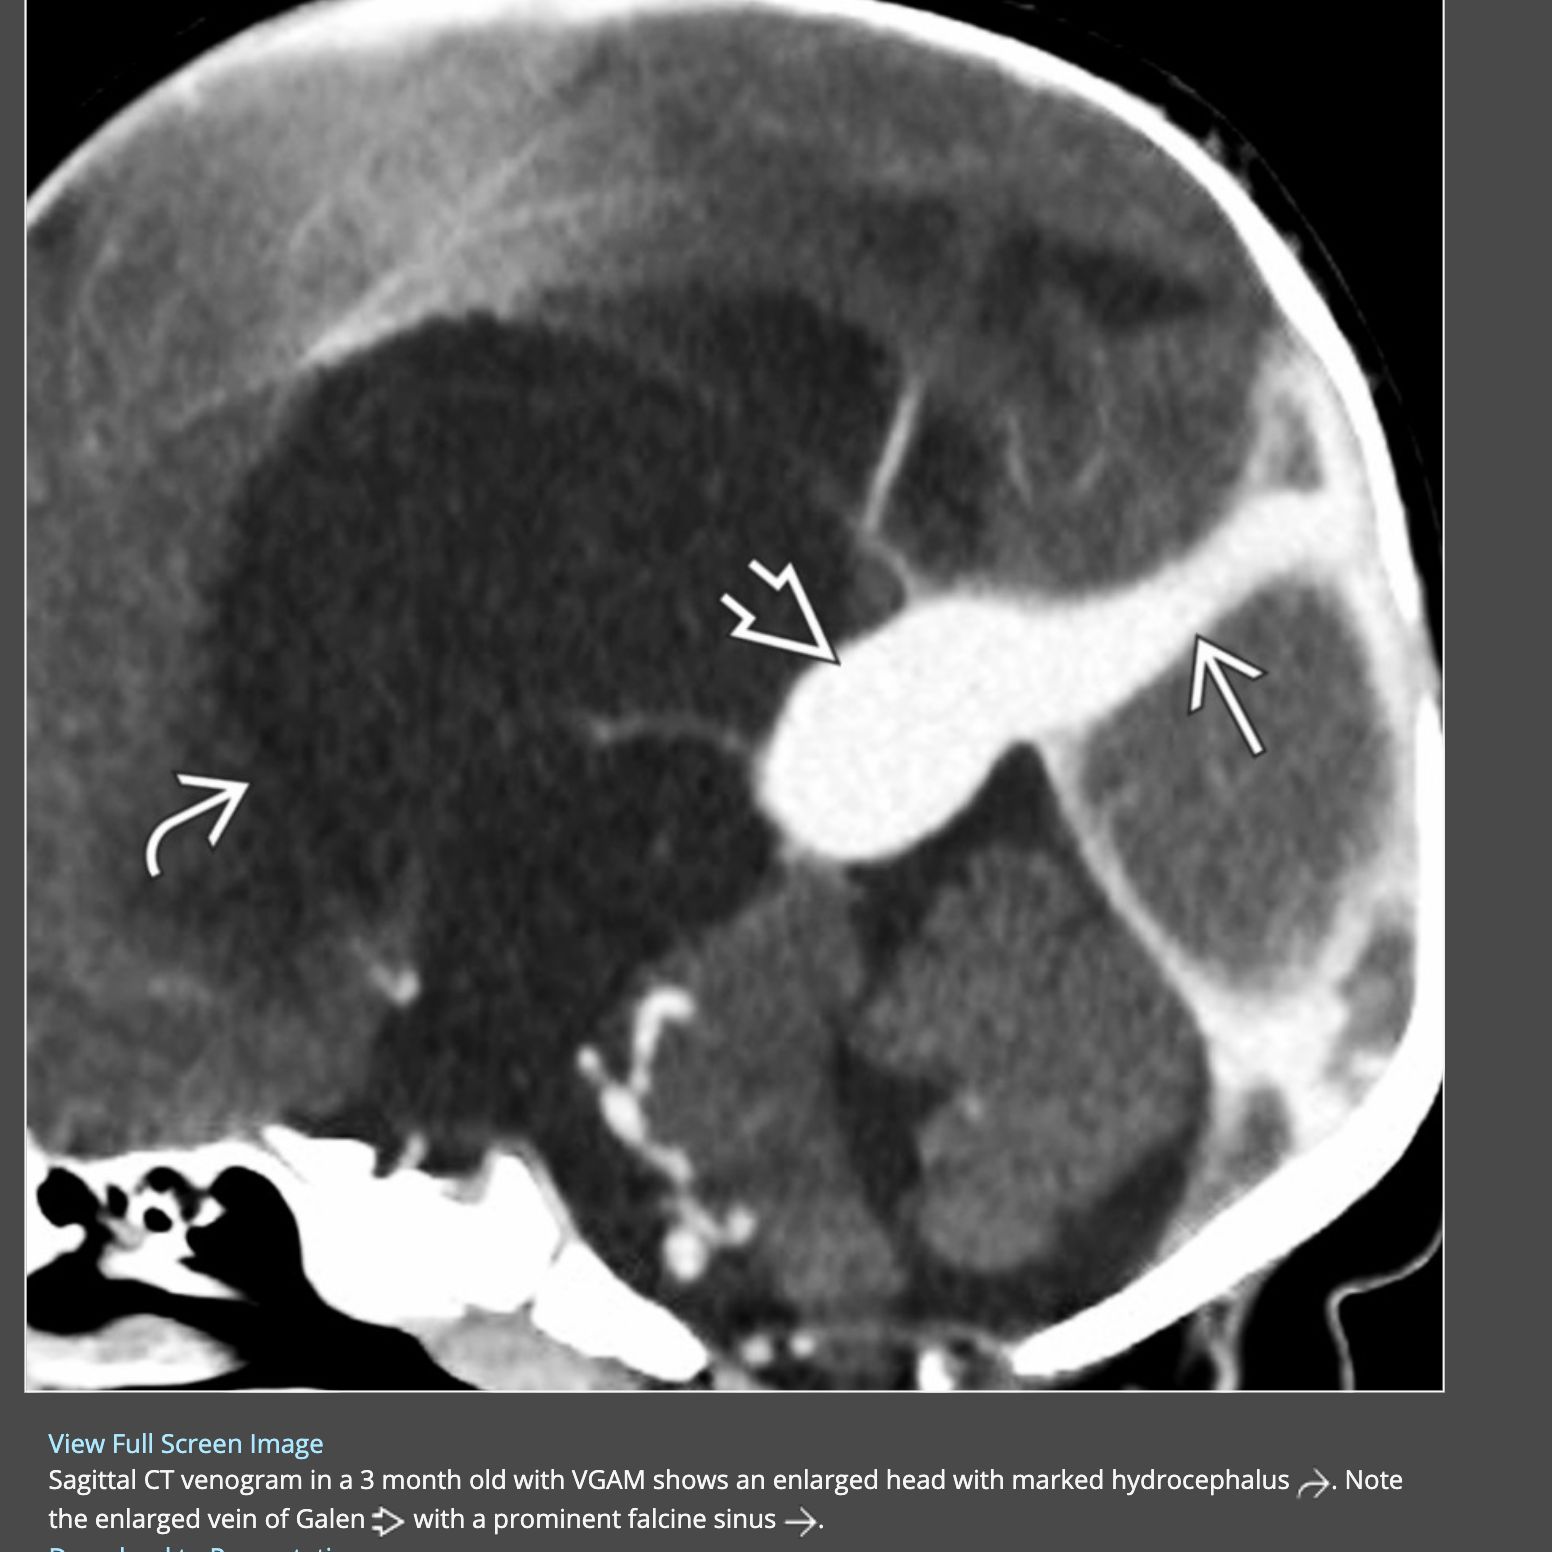 View Full Screen Image
Sagittal CT venogram in a 3 month old with VGAM shows an enlarged head with marked hydrocephalus . Note
the enlarged vein of Galen with a prominent falcine sinus .